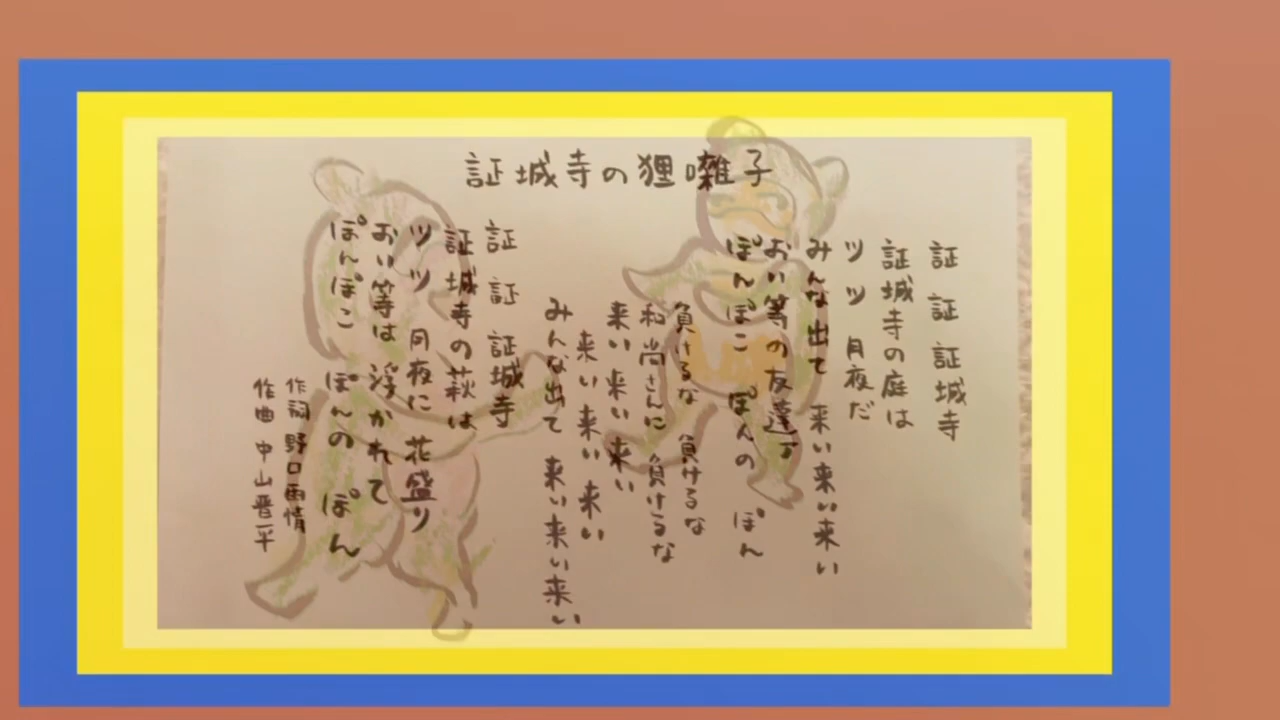 証城寺の狸囃子
証 証 証城寺
証城寺の庭は
ツ ツ 月夜だ
みんな出て 来い来い来い
おい等の友達ァ
ぽんぽこ ぽんの ぽん
負けるな 負けるな
和尚さんに 負けるな
来い 来い 来い
来い 来い 来い
みんな出て 来い来い来い
証 証 証城寺
証城寺の萩は
ツ ツ 月夜に 花盛り
おい等は 浮かれて
ぽんぽこ ぽんの ぽん
作詞 野口雨情
作曲 中山晋平